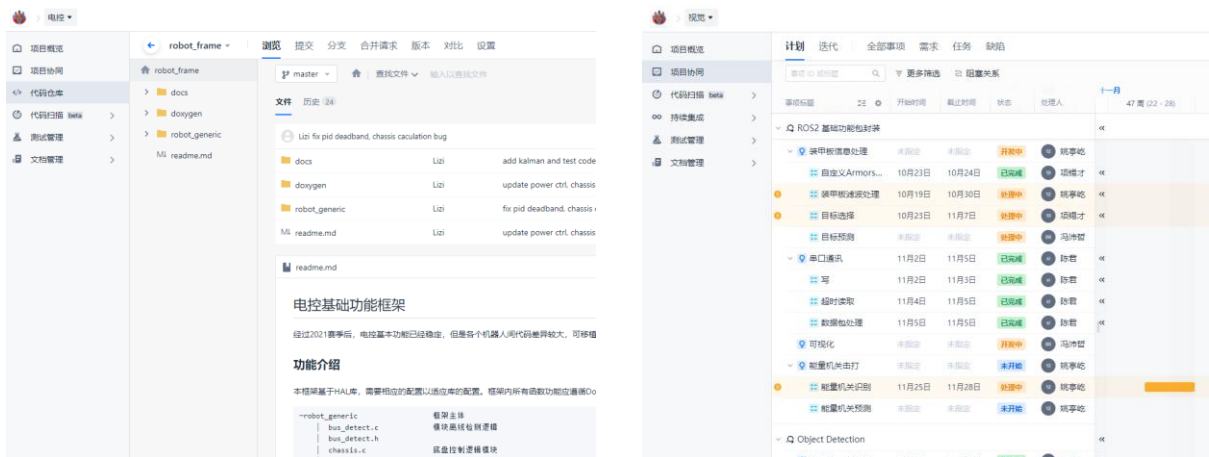 电控
项目概览
项目协同
代码仓库
代码扫描 beta
测试管理
文档管理
robot_frame
robot_frame
docs
doxygen
robot_generic
readme.md
浏览 提交 分支 合并请求 版本 对比 设置
master 查找文件 输入以查找文件
文件 历史 24
Lizi fix pid deadband, chassis caculation bug
docs Lizi add kalman and test code
doxygen Lizi update power ctrl, chassis
robot_generic Lizi fix pid deadband, chassis
readme.md Lizi update power ctrl, chassis
readme.md
电控基础功能框架
经过2021赛季后，电控基本功能已经稳定，但是各个机器人间代码差异较大，可移植
功能介绍
本框架基于HAL库，需要相应的配置以适应库的配置。框架内所有函数功能应遵循Do
~robot_generic 框架主体
| bus_detect.c 模块离线检测逻辑
| bus_detect.h
| chassis.c 底盘控制逻辑模块
视觉
项目概览
项目协同
代码扫描 beta
持续集成
测试管理
文档管理
计划 迭代 全部事项 需求 任务 缺陷
事项 ID 或标题 更多筛选 阻塞关系
十一月
事项标题 开始时间 截止时间 状态 处理人 47 周 (22 - 28)
ROS2 基础功能包封装
装甲板信息处理 未指定 未指定 开发中 姚享屹
自定义Armors... 10月23日 10月24日 已完成
装甲板滤波处理 10月19日 10月30日 处理中 姚享屹
目标选择 10月23日 11月7日 处理中
目标预测 未指定 未指定 处理中 冯沛哲
串口通讯 11月2日 11月5日 已完成 陈君
写 11月2日 11月3日 已完成 陈君
超时读取 11月4日 11月5日 已完成 陈君
数据包处理 11月5日 11月5日 已完成 陈君
可视化 未指定 未指定 开发中 冯沛哲
能量机关击打 未指定 未指定 未开始 姚享屹
能量机关识别 11月25日 11月28日 处理中 姚享屹
能量机关预测 未指定 未指定 未开始 姚享屹
Object Detection